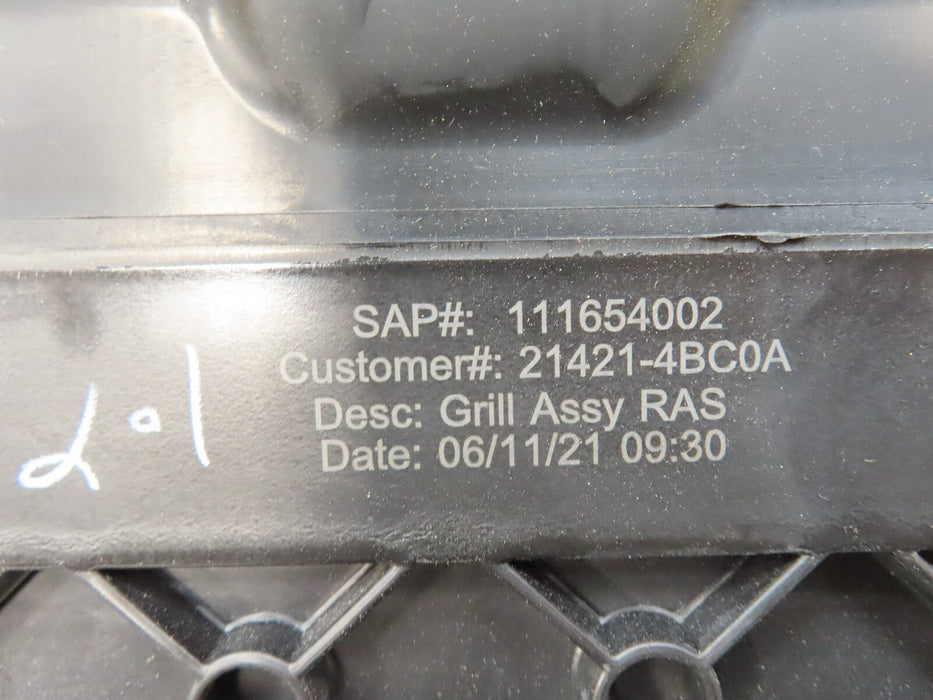 SAP#: 111654002
Customer#: 21421-4BC0A
Desc: Grill Assy RAS
Date: 06/11/21 09:30